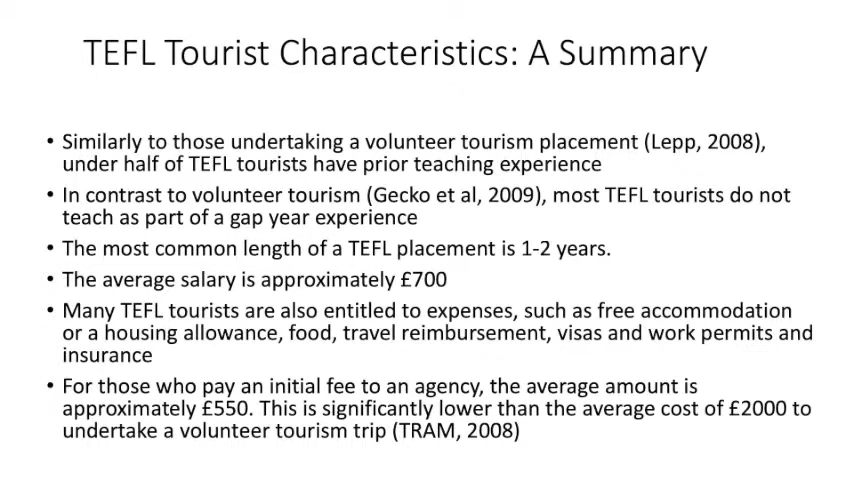 TEFL Tourist Characteristics: A Summary
• Similarly to those undertaking a volunteer tourism placement (Lepp, 2008),
under half of TEFL tourists have prior teaching experience
• In contrast to volunteer tourism (Gecko et al, 2009), most TEFL tourists do not
teach as part of a gap year experience
• The most common length of a TEFL placement is 1-2 years.
• The average salary is approximately £700
• Many TEFL tourists are also entitled to expenses, such as free accommodation
or a housing allowance, food, travel reimbursement, visas and work permits and
insurance
• For those who pay an initial fee to an agency, the average amount is
approximately £550. This is significantly lower than the average cost of £2000 to
undertake a volunteer tourism trip (TRAM, 2008)